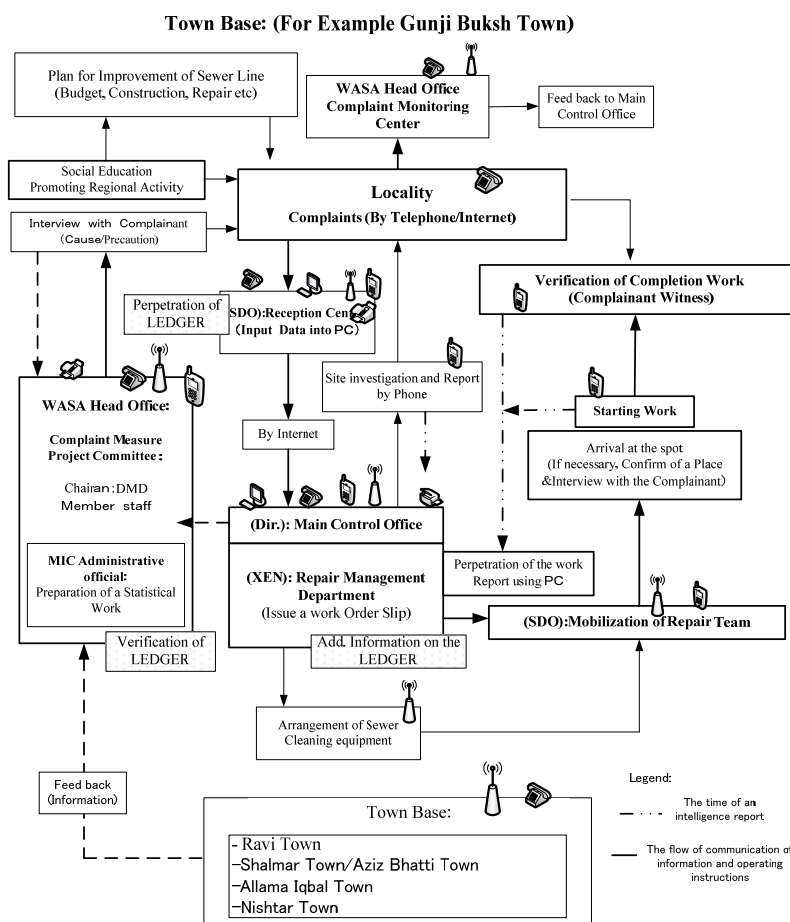 Town Base: (For Example Gunji Buksh Town)
Plan for Improvement of Sewer Line
(Budget, Construction, Repair etc)
WASA Head Office
Complaint Monitoring
Center
Feed back to Main
Control Office
Social Education
Promoting Regional Activity
Locality
Complaints (By Telephone/Internet)
Interview with Complainant
(Cause/Precaution)
Verification of Completion Work
(Complainant Witness)
Perpetration of
LEDGER
(SDO):Reception Cent
(Input Data into PC)
Site investigation and Report
by Phone
Starting Work
WASA Head Office:
Complaint Measure
Project Committee:
Chairan;DMD
Member staff
By Internet
Arrival at the spot
(If necessary, Confirm of a Place
&Interview with the Complainant)
(Dir.): Main Control Office
MIC Administrative
official:
Preparation of a Statistical
Work
(XEN): Repair Management
Department
(Issue a work Order Slip)
Perpetration of the work
Report using PC
(SDO):Mobilization of Repair Team
Verification of
LEDGER
Add. Information on the
LEDGER
Arrangement of Sewer
Cleaning equipment
Feed back
(Information)
Town Base:
- Ravi Town
-Shalmar Town/Aziz Bhatti Town
-Allama Iqbal Town
-Nishtar Town
Legend:
The time of an
intelligence report
The flow of communication of
information and operating
instructions